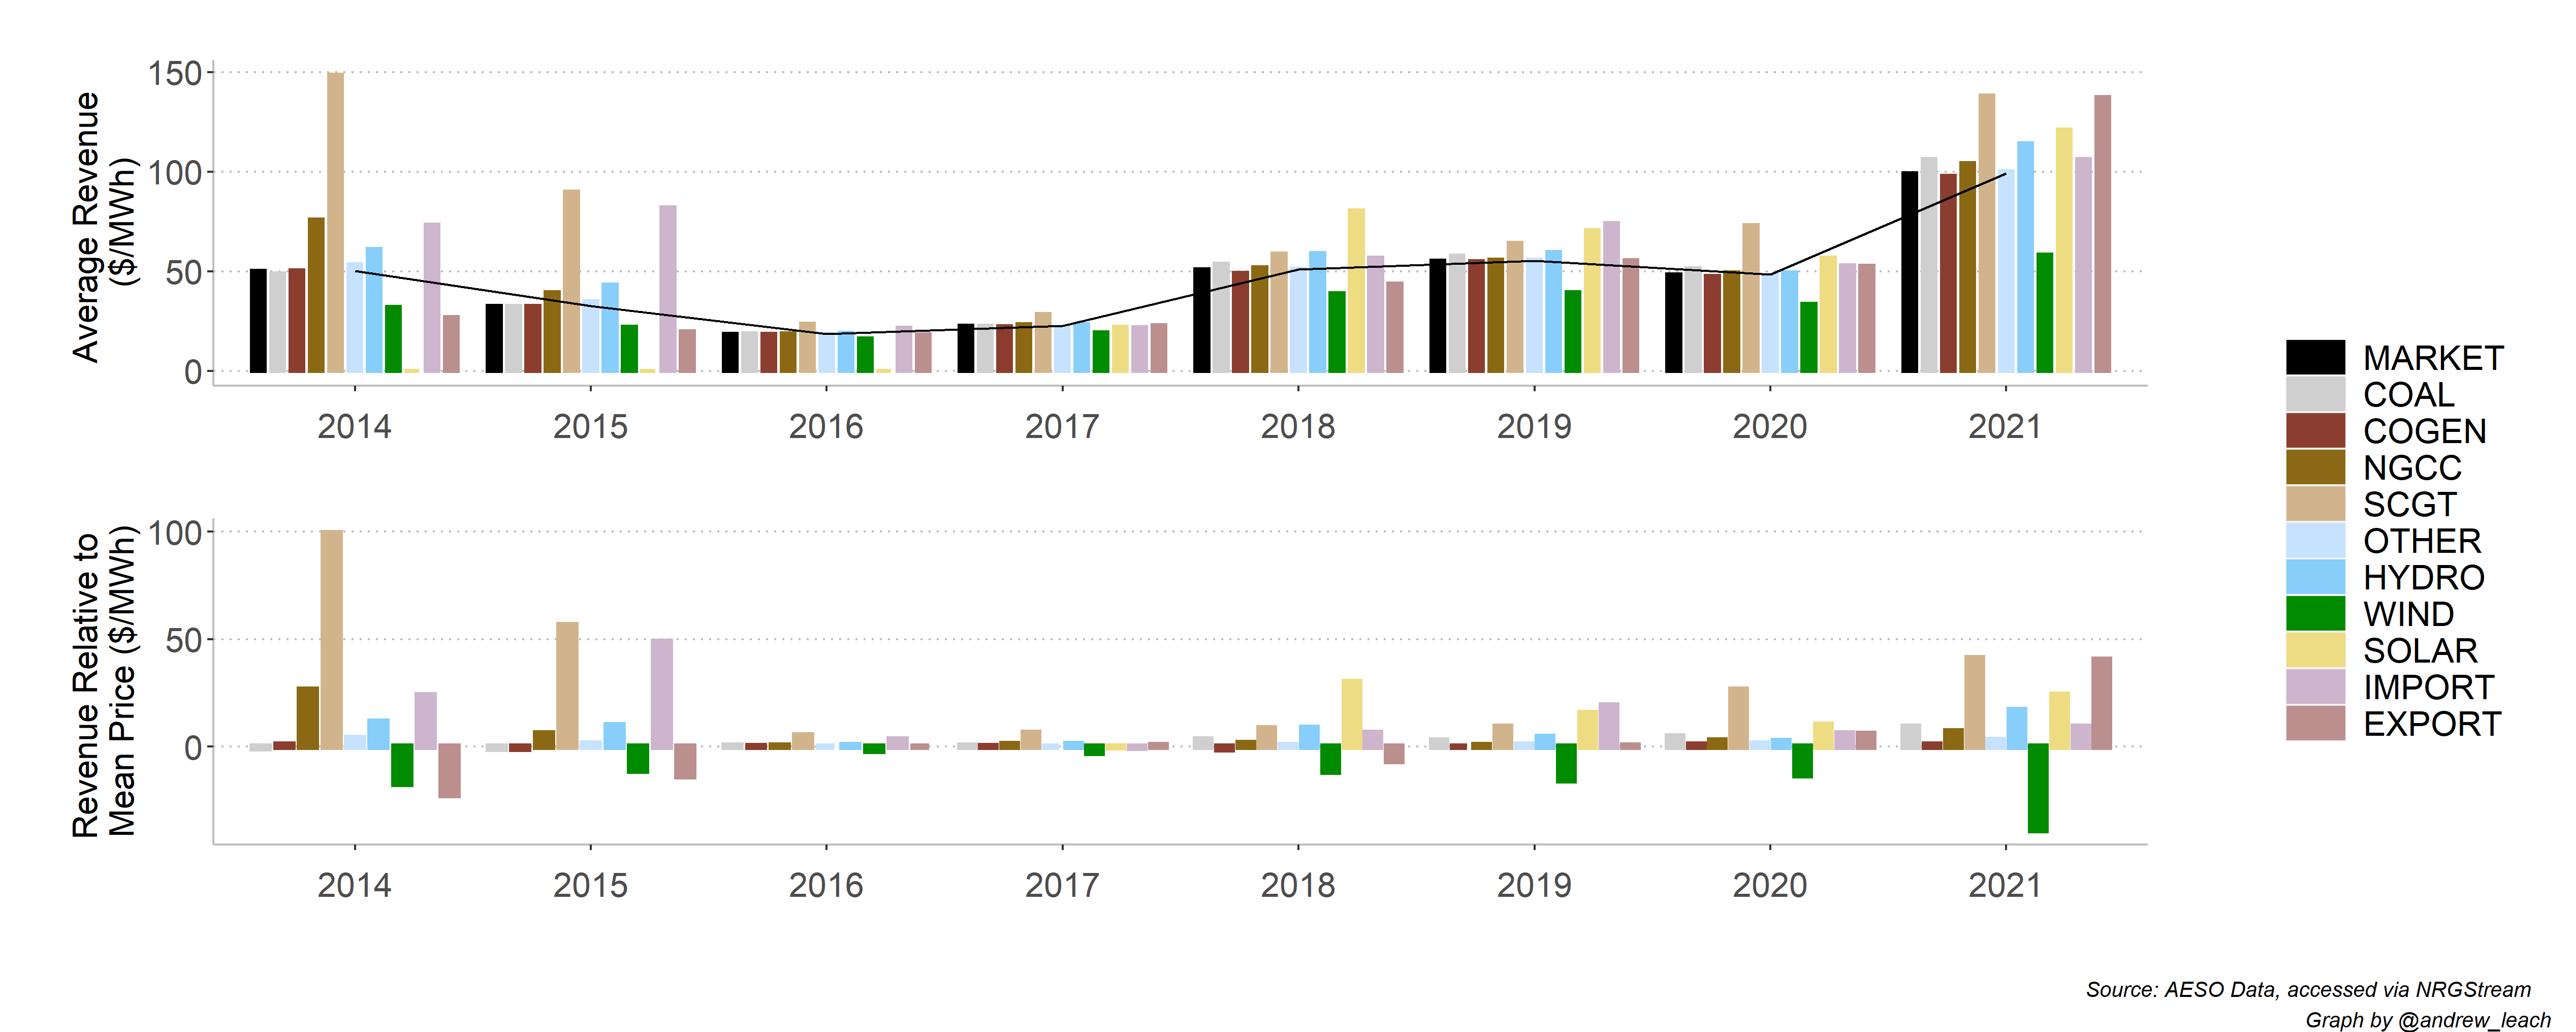 Average Revenue
($/MWh)
150
100
50
0
2014 2015 2016 2017 2018 2019 2020 2021
Revenue Relative to
Mean Price ($/MWh)
100
50
0
2014 2015 2016 2017 2018 2019 2020 2021
MARKET
COAL
COGEN
NGCC
SCGT
OTHER
HYDRO
WIND
SOLAR
IMPORT
EXPORT
Source: AESO Data, accessed via NRGStream
Graph by @andrew_leach